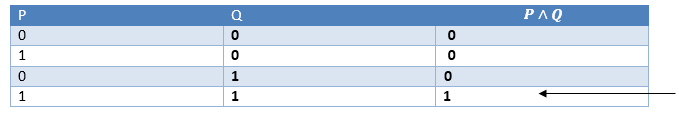 P Q P ∧ Q
0 0 0
1 0 0
0 1 0
1 1 1